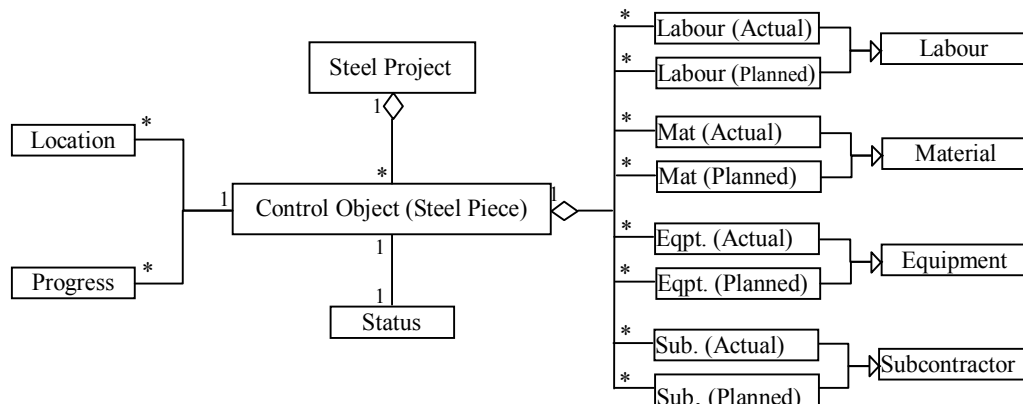 Steel Project
1
*
Location
*
1
Progress
*
Control Object (Steel Piece)
1
1
1
Status
*
Labour (Actual)
*
Labour (Planned)
Labour
*
Mat (Actual)
*
Mat (Planned)
Material
*
Eqpt. (Actual)
*
Eqpt. (Planned)
Equipment
*
Sub. (Actual)
*
Sub. (Planned)
Subcontractor